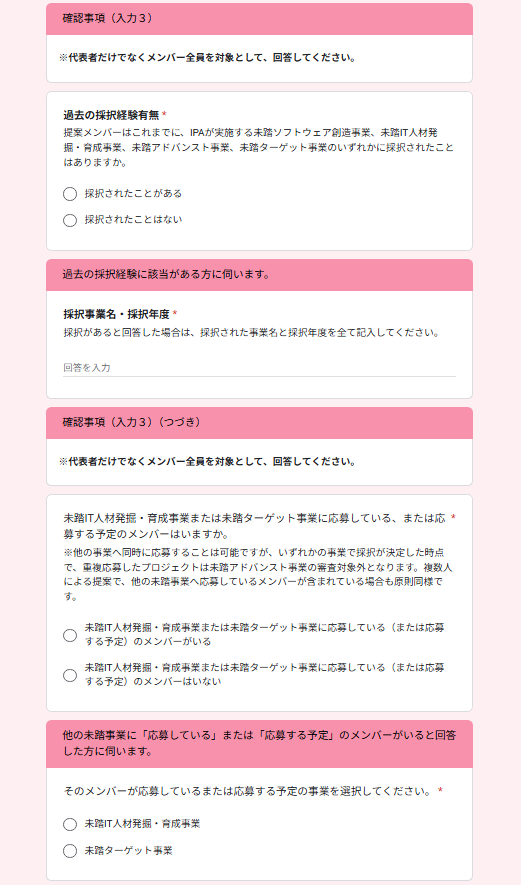 確認事項（入力３）
※代表者だけでなくメンバー全員を対象として、回答してください。
過去の採択経験有無 *
提案メンバーはこれまでに、IPAが実施する未踏ソフトウェア創造事業、未踏IT人材発
掘・育成事業、未踏アドバンスト事業、未踏ターゲット事業のいずれかに採択されたこと
はありますか。
採択されたことがある
採択されたことはない
過去の採択経験に該当がある方に伺います。
採択事業名・採択年度 *
採択があると回答した場合は、採択された事業名と採択年度を全て記入してください。
回答を入力
確認事項（入力３）（つづき）
※代表者だけでなくメンバー全員を対象として、回答してください。
未踏IT人材発掘・育成事業または未踏ターゲット事業に応募している、または応 *
募する予定のメンバーはいますか。
※他の事業へ同時に応募することは可能ですが、いずれかの事業で採択が決定した時点
で、重複応募したプロジェクトは未踏アドバンスト事業の審査対象外となります。複数人
による提案で、他の未踏事業へ応募しているメンバーが含まれている場合も原則同様で
す。
未踏IT人材発掘・育成事業または未踏ターゲット事業に応募している（または応募
する予定）のメンバーがいる
未踏IT人材発掘・育成事業または未踏ターゲット事業に応募している（または応募
する予定）のメンバーはいない
他の未踏事業に「応募している」または「応募する予定」のメンバーがいると回答
した方に伺います。
そのメンバーが応募しているまたは応募する予定の事業を選択してください。 *
未踏IT人材発掘・育成事業
未踏ターゲット事業